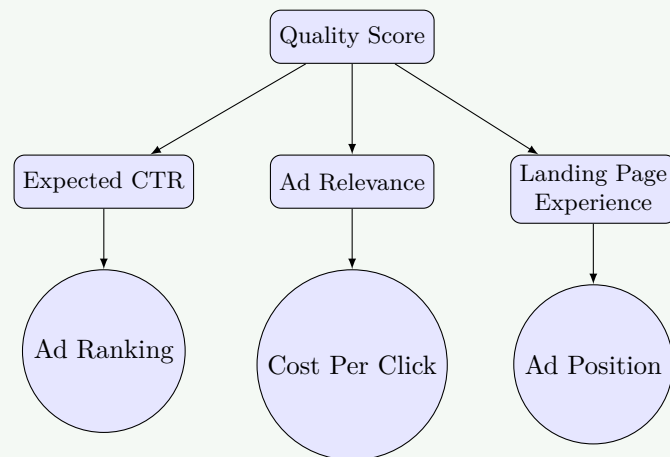 Quality Score
Expected CTR
Ad Relevance
Landing Page
Experience
Ad Ranking
Cost Per Click
Ad Position